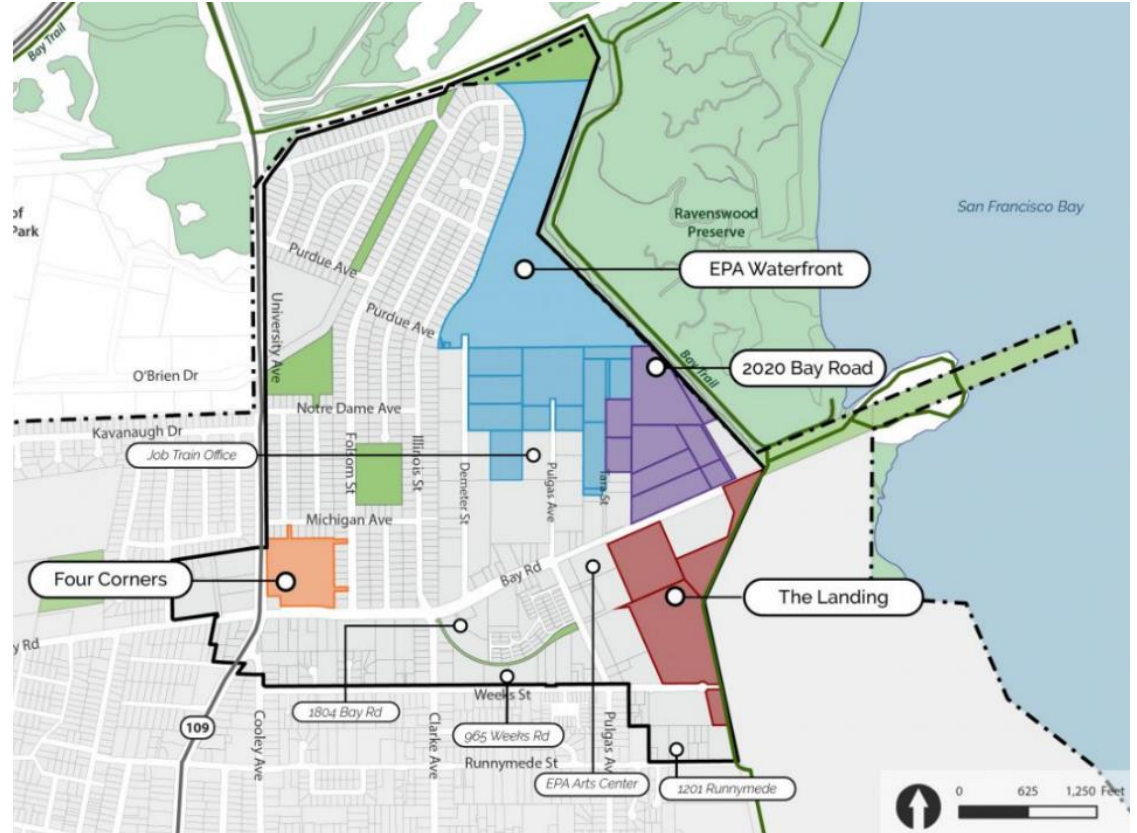 Bay Trail
of
Park
Ravenswood
Preserve
San Francisco Bay
EPA Waterfront
Purdue Ave
Purdue Ave
University Ave
Bay Trail
2020 Bay Road
O'Brien Dr
Notre Dame Ave
Kavanaugh Dr
Job Train Office
Folsom St
Illinois St
Demeter St
Pulgas Ave
Tara St
Michigan Ave
Four Corners
Bay Rd
The Landing
y Rd
1804 Bay Rd
Weeks St
965 Weeks Rd
109
Cooley Ave
Clarke Ave
Runnymede St
Pulgas Av
EPA Arts Center
1201 Runnymede
0 625 1,250 Feet